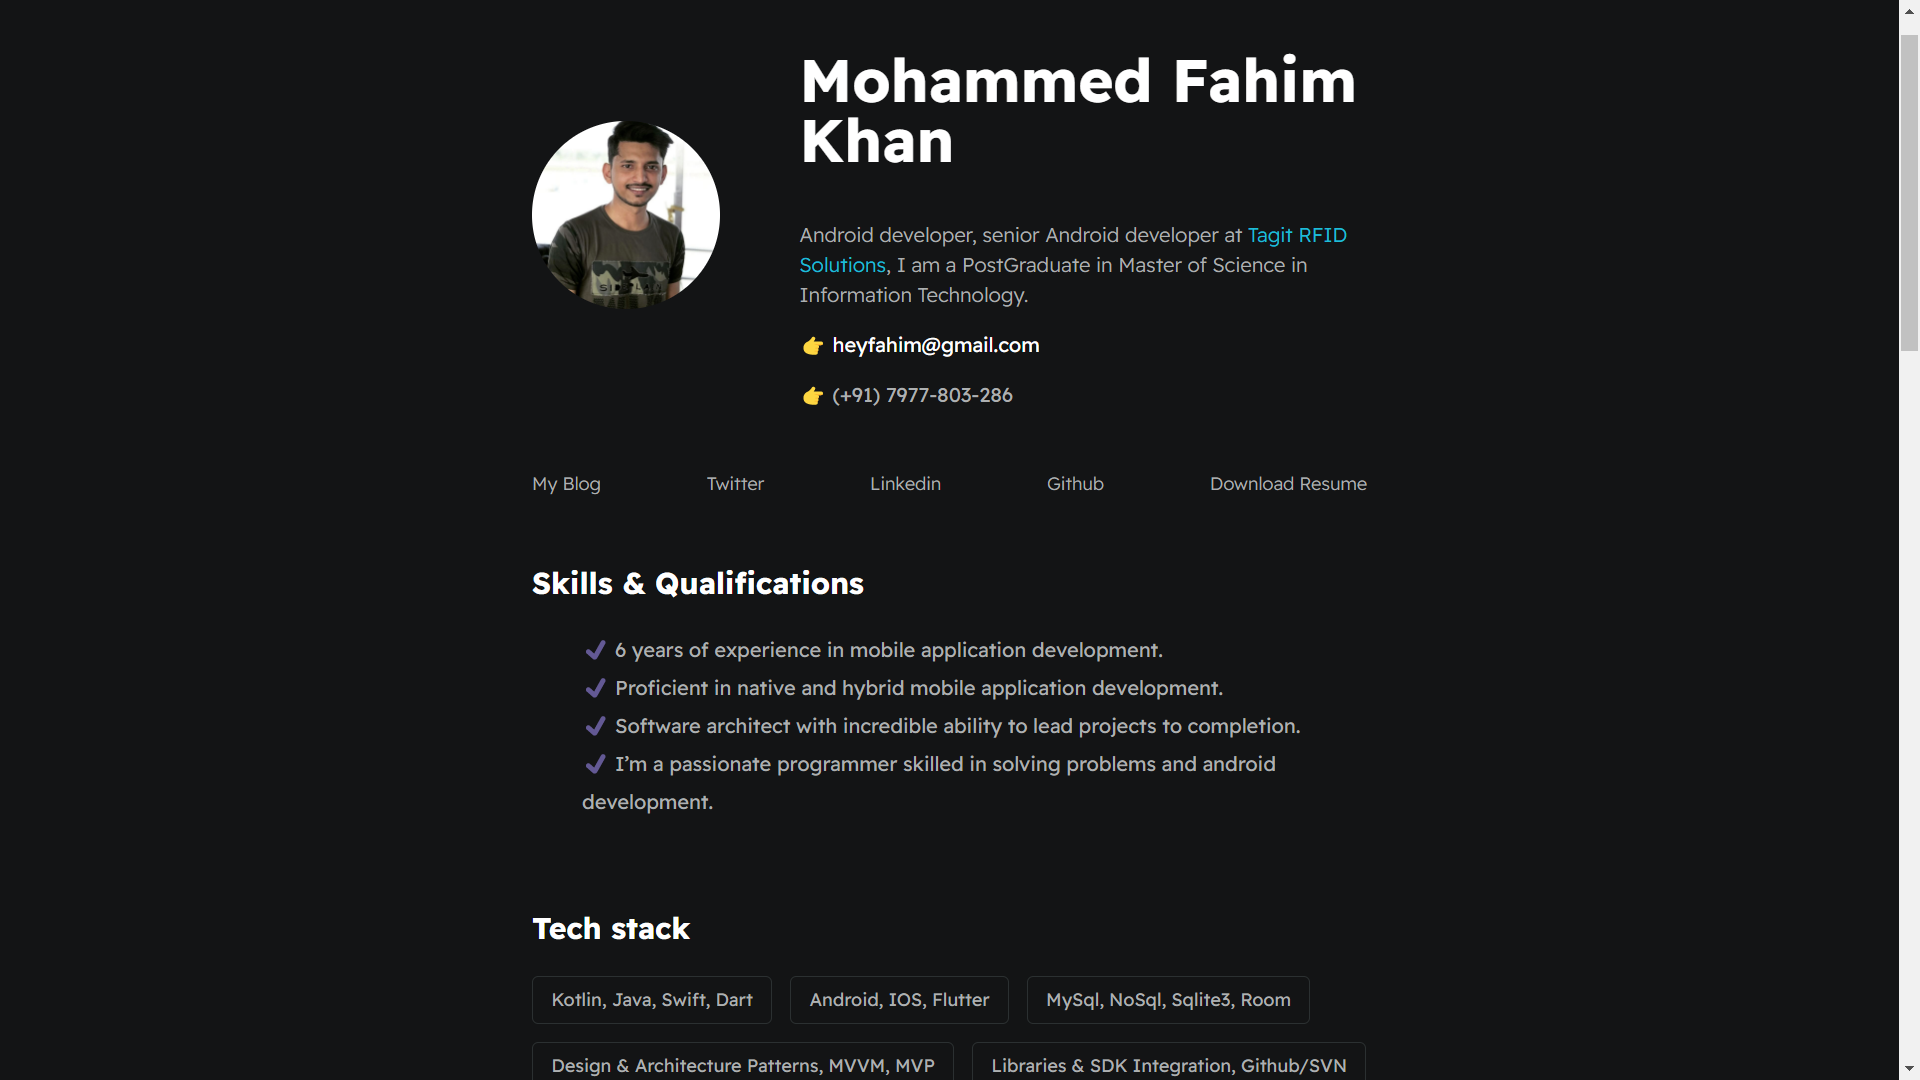 Mohammed Fahim
Khan
Android developer, senior Android developer at Tagit RFID
Solutions, I am a PostGraduate in Master of Science in
Information Technology.
👉 heyfahim@gmail.com
👉 (+91) 7977-803-286
My Blog Twitter Linkedin Github Download Resume
Skills & Qualifications
✔ 6 years of experience in mobile application development.
✔ Proficient in native and hybrid mobile application development.
✔ Software architect with incredible ability to lead projects to completion.
✔ I’m a passionate programmer skilled in solving problems and android
development.
Tech stack
Kotlin, Java, Swift, Dart Android, IOS, Flutter MySql, NoSql, Sqlite3, Room
Design & Architecture Patterns, MVVM, MVP Libraries & SDK Integration, Github/SVN